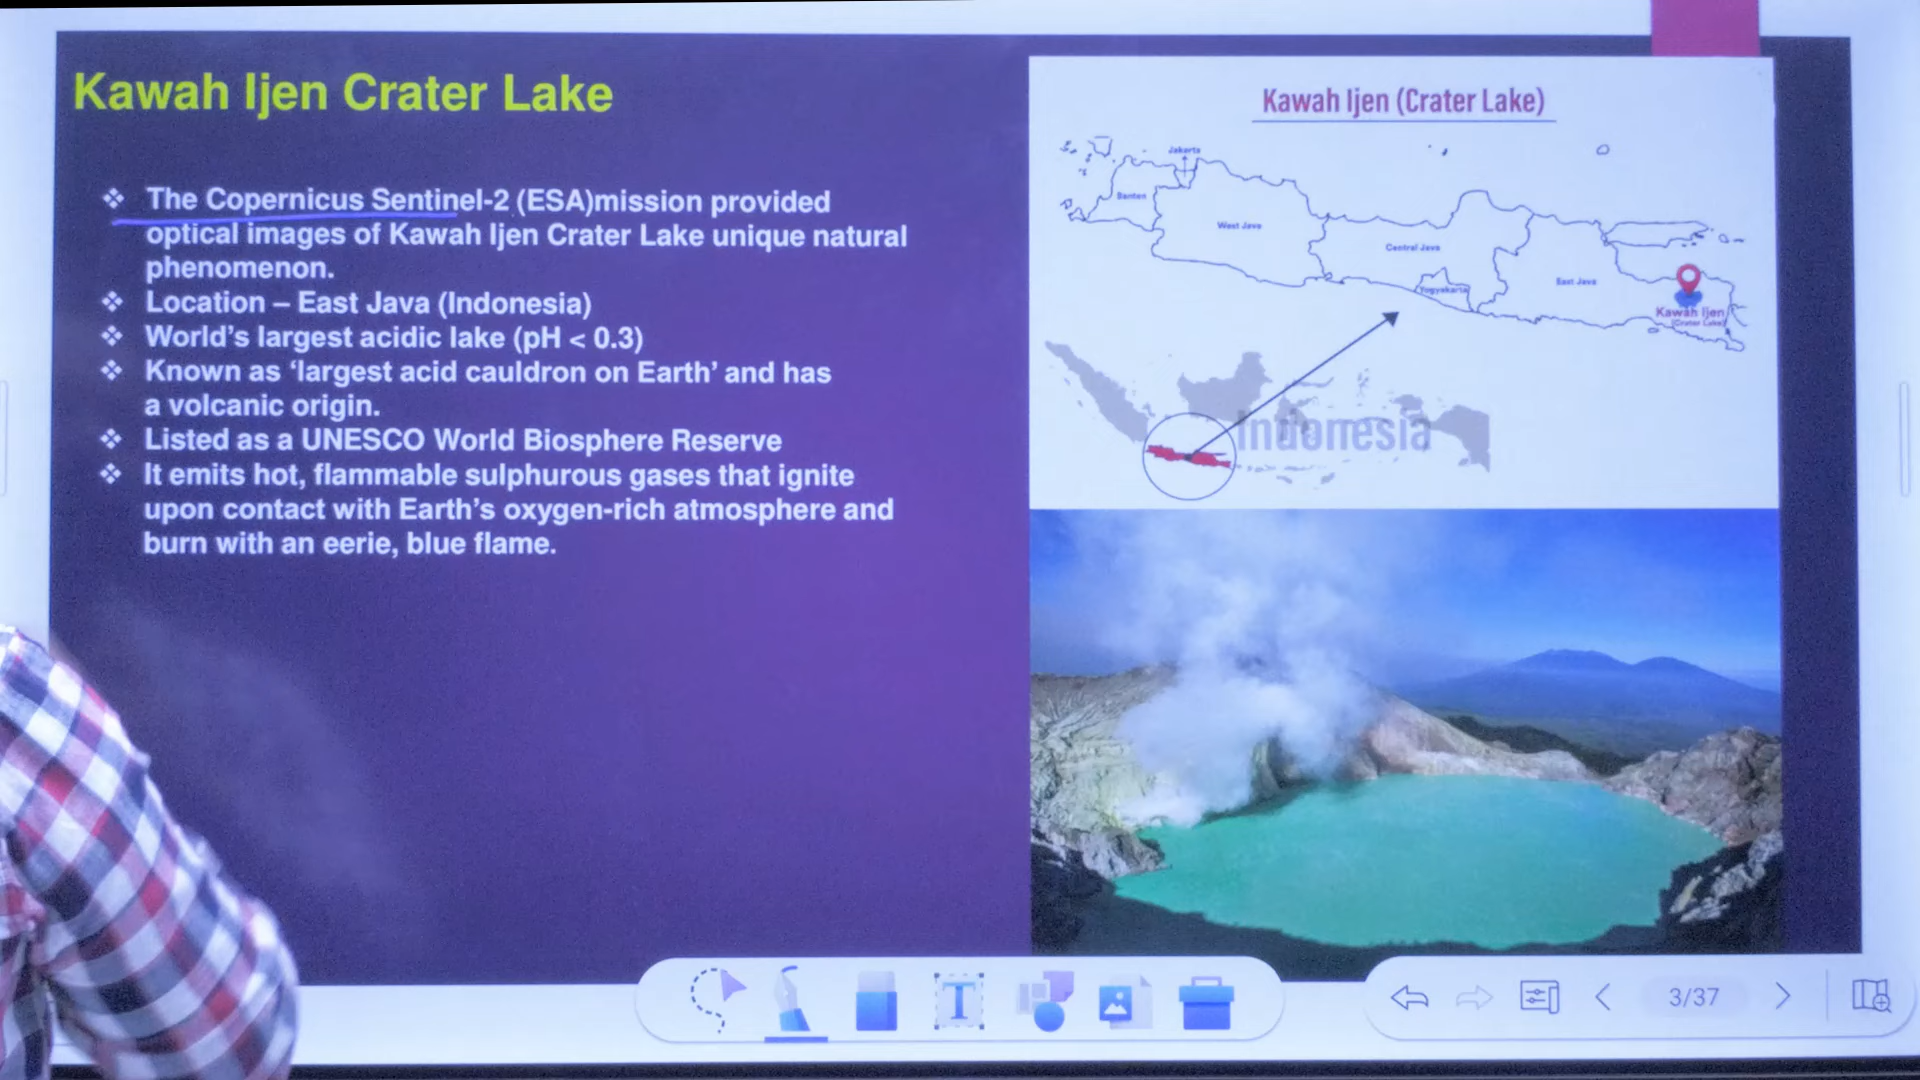 Kawah Ijen Crater Lake
❖ The Copernicus Sentinel-2 (ESA)mission provided
optical images of Kawah Ijen Crater Lake unique natural
phenomenon.
❖ Location – East Java (Indonesia)
❖ World's largest acidic lake (pH < 0.3)
❖ Known as 'largest acid cauldron on Earth' and has
a volcanic origin.
❖ Listed as a UNESCO World Biosphere Reserve
❖ It emits hot, flammable sulphurous gases that ignite
upon contact with Earth's oxygen-rich atmosphere and
burn with an eerie, blue flame.
Kawah Ijen (Crater Lake)
Jakarta
Banten
West Java
Central Java
Yogyakarta
East Java
Kawah Ijen
(Crater Lake)
Indonesia
T
3/37